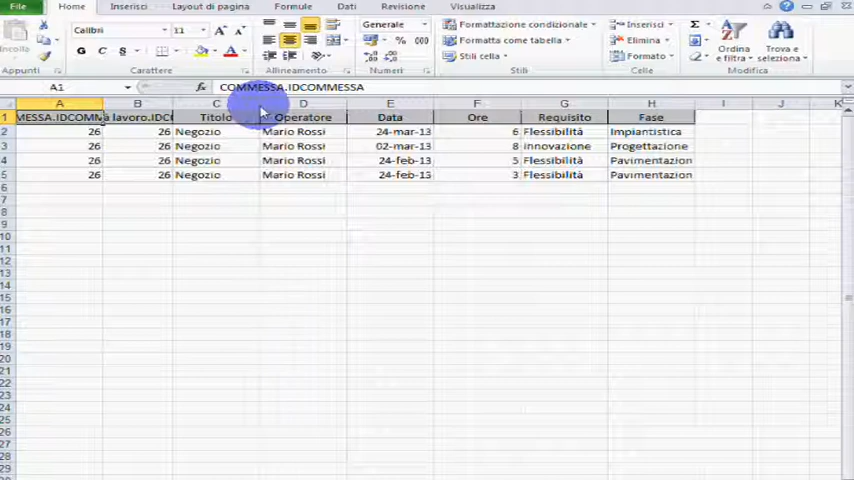 File Home Inserisci Layout di pagina Formule Dati Revisione Visualizza
Incolla Calibri 11 A A Generale Formattazione condizionale Inserisci Σ
G C S A % 000 Formatta come tabella Elimina Ordina Trova e
Stili cella Formato e filtra seleziona
Appunti Carattere Allineamento Numeri Stili Celle Modifica
A1 fx COMMESSA.IDCOMMESSA
A B C D E F G H I J K
1 MESSA.IDCOMM à lavoro.IDC Titolo Operatore Data Ore Requisito Fase
2 26 26 Negozio Mario Rossi 24-mar-13 6 Flessibilità Impiantistica
3 26 26 Negozio Mario Rossi 02-mar-13 8 innovazione Progettazione
4 26 26 Negozio Mario Rossi 24-feb-13 5 Flessibilità Pavimentazion
5 26 26 Negozio Mario Rossi 24-feb-13 3 Flessibilità Pavimentazion
6
7
8
9
10
11
12
13
14
15
16
17
18
19
20
21
22
23
24
25
26
27
28
29